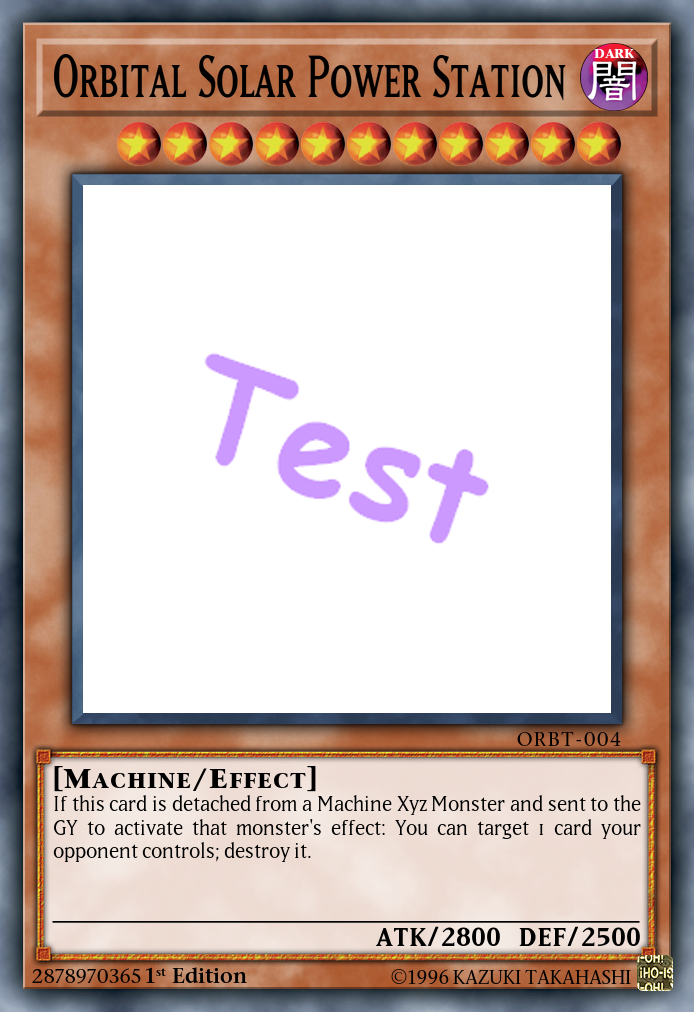 Orbital Solar Power Station
DARK
闇
Test
ORBT-004
[Machine/Effect]
If this card is detached from a Machine Xyz Monster and sent to the
GY to activate that monster's effect: You can target 1 card your
opponent controls; destroy it.
ATK/2800 DEF/2500
2878970365 1st Edition
©1996 KAZUKI TAKAHASHI